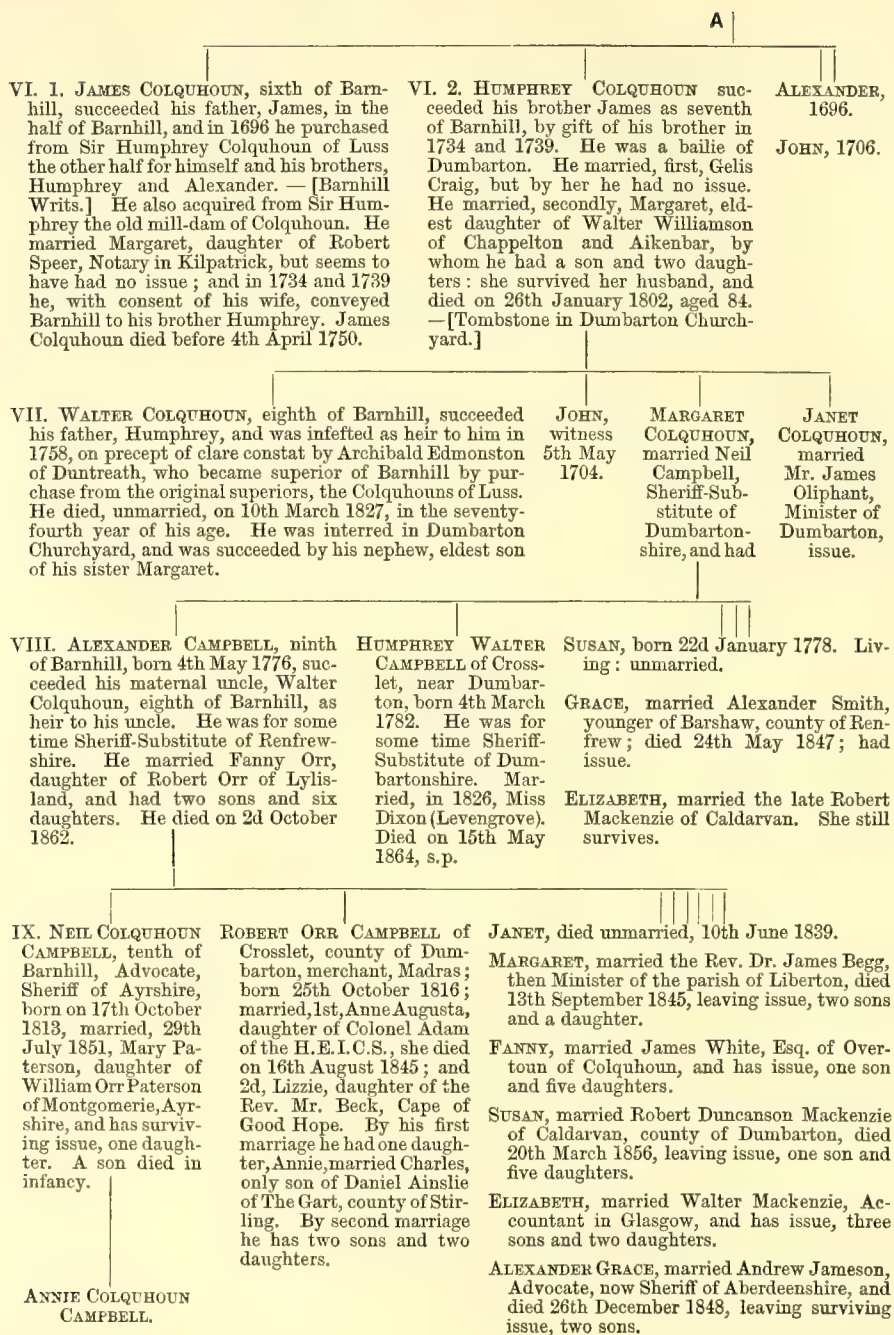 A
VI. 1. JAMES COLQUHOUN, sixth of Barn-
hill, succeeded his father, James, in the
half of Barnhill, and in 1696 he purchased
from Sir Humphrey Colquhoun of Luss
the other half for himself and his brothers,
Humphrey and Alexander. — [Barnhill
Writs.] He also acquired from Sir Hum-
phrey the old mill-dam of Colquhoun. He
married Margaret, daughter of Robert
Speer, Notary in Kilpatrick, but seems to
have had no issue ; and in 1734 and 1739
he, with consent of his wife, conveyed
Barnhill to his brother Humphrey. James
Colquhoun died before 4th April 1750.
VI. 2. HUMPHREY COLQUHOUN suc-
ceeded his brother James as seventh
of Barnhill, by gift of his brother in
1734 and 1739. He was a bailie of
Dumbarton. He married, first, Gelis
Craig, but by her he had no issue.
He married, secondly, Margaret, eld-
est daughter of Walter Williamson
of Chappelton and Aikenbar, by
whom he had a son and two daugh-
ters : she survived her husband, and
died on 26th January 1802, aged 84.
—[Tombstone in Dumbarton Church-
yard.]
ALEXANDER,
1696.
JOHN, 1706.
VII. WALTER COLQUHOUN, eighth of Barnhill, succeeded
his father, Humphrey, and was infefted as heir to him in
1758, on precept of clare constat by Archibald Edmonston
of Duntreath, who became superior of Barnhill by pur-
chase from the original superiors, the Colquhouns of Luss.
He died, unmarried, on 10th March 1827, in the seventy-
fourth year of his age. He was interred in Dumbarton
Churchyard, and was succeeded by his nephew, eldest son
of his sister Margaret.
JOHN,
witness
5th May
1704.
MARGARET
COLQUHOUN,
married Neil
Campbell,
Sheriff-Sub-
stitute of
Dumbarton-
shire, and had
JANET
COLQUHOUN,
married
Mr. James
Oliphant,
Minister of
Dumbarton,
issue.
VIII. ALEXANDER CAMPBELL, ninth
of Barnhill, born 4th May 1776, suc-
ceeded his maternal uncle, Walter
Colquhoun, eighth of Barnhill, as
heir to his uncle. He was for some
time Sheriff-Substitute of Renfrew-
shire. He married Fanny Orr,
daughter of Robert Orr of Lylis-
land, and had two sons and six
daughters. He died on 2d October
1862.
HUMPHREY WALTER
CAMPBELL of Cross-
let, near Dumbar-
ton, born 4th March
1782. He was for
some time Sheriff-
Substitute of Dum-
bartonshire. Mar-
ried, in 1826, Miss
Dixon (Levengrove).
Died on 15th May
1864, s.p.
SUSAN, born 22d January 1778. Liv-
ing : unmarried.
GRACE, married Alexander Smith,
younger of Barshaw, county of Ren-
frew ; died 24th May 1847 ; had
issue.
ELIZABETH, married the late Robert
Mackenzie of Caldarvan. She still
survives.
IX. NEIL COLQUHOUN
CAMPBELL, tenth of
Barnhill, Advocate,
Sheriff of Ayrshire,
born on 17th October
1813, married, 29th
July 1851, Mary Pa-
terson, daughter of
William Orr Paterson
of Montgomerie, Ayr-
shire, and has surviv-
ing issue, one daugh-
ter. A son died in
infancy.
ANNIE COLQUHOUN
CAMPBELL.
ROBERT ORR CAMPBELL of
Crosslet, county of Dum-
barton, merchant, Madras ;
born 25th October 1816 ;
married, 1st, Anne Augusta,
daughter of Colonel Adam
of the H.E.I.C.S., she died
on 16th August 1845 ; and
2d, Lizzie, daughter of the
Rev. Mr. Beck, Cape of
Good Hope. By his first
marriage he had one daugh-
ter, Annie, married Charles,
only son of Daniel Ainslie
of The Gart, county of Stir-
ling. By second marriage
he has two sons and two
daughters.
JANET, died unmarried, 10th June 1839.
MARGARET, married the Rev. Dr. James Begg,
then Minister of the parish of Liberton, died
13th September 1845, leaving issue, two sons
and a daughter.
FANNY, married James White, Esq. of Over-
toun of Colquhoun, and has issue, one son
and five daughters.
SUSAN, married Robert Duncanson Mackenzie
of Caldarvan, county of Dumbarton, died
20th March 1856, leaving issue, one son and
five daughters.
ELIZABETH, married Walter Mackenzie, Ac-
countant in Glasgow, and has issue, three
sons and two daughters.
ALEXANDER GRACE, married Andrew Jameson,
Advocate, now Sheriff of Aberdeenshire, and
died 26th December 1848, leaving surviving
issue, two sons.